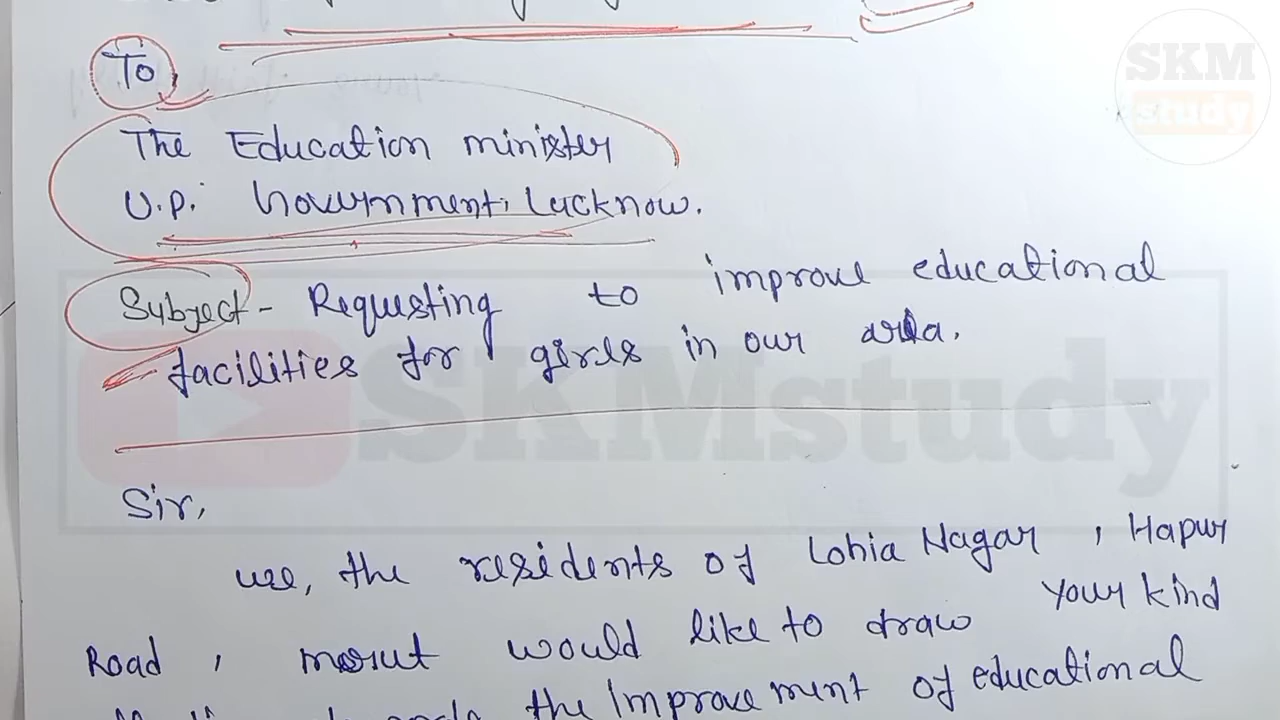 To,
The Education minister
U.P. Government, Lucknow.
Subject - Requesting to improve educational
facilities for girls in our area.
Sir,
we, the residents of Lohia Nagar, Hapur
Road, merut would like to draw your kind
the improvement of educational
SKM
study
SKMstudy